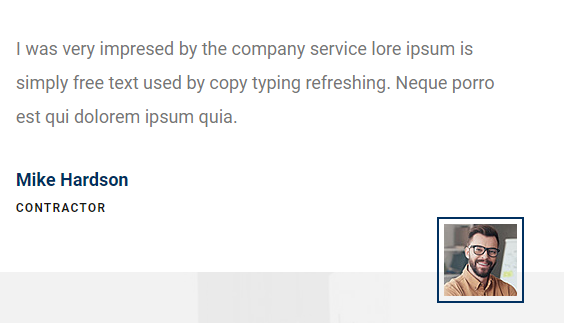 I was very impresed by the company service lore ipsum is
simply free text used by copy typing refreshing. Neque porro
est qui dolorem ipsum quia.
Mike Hardson
CONTRACTOR